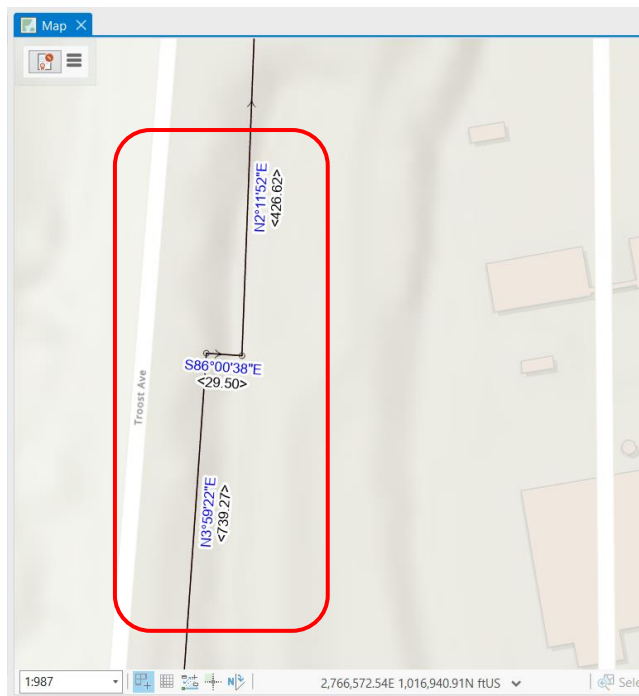 Map
N2°11'52"E
<426.62>
S86°00'38"E
<29.50>
Troost Ave
N3°59'22"E
<739.27>
1:987
N
2,766,572.54E 1,016,940.91N ftUS
Sele